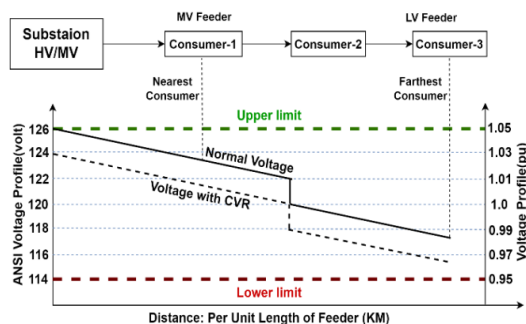 MV Feeder
LV Feeder
Substaion
HV/MV
Consumer-1
Consumer-2
Consumer-3
Nearest
Consumer
Farthest
Consumer
Upper limit
126
124
122
120
118
116
114
1.05
1.03
1.01
1.0
0.99
0.97
0.95
Normal Voltage
Voltage with CVR
Lower limit
ANSI Voltage Profile(volt)
Voltage Profile(pu)
Distance: Per Unit Length of Feeder (KM)